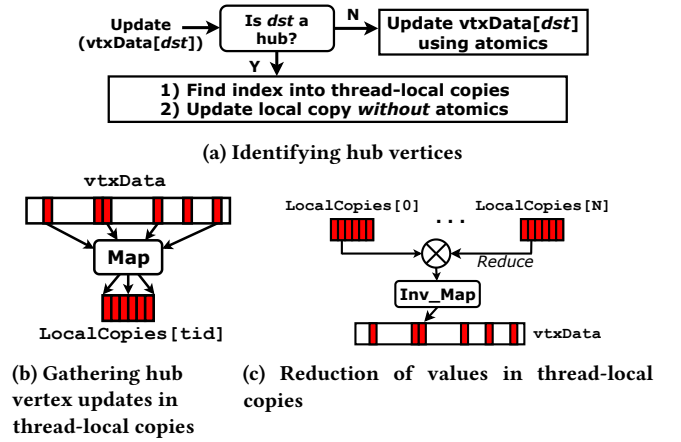 Update
(vtxData[dst])
Is dst a
hub?
N
Update vtxData[dst]
using atomics
Y
1) Find index into thread-local copies
2) Update local copy without atomics
(a) Identifying hub vertices
vtxData
Map
LocalCopies[tid]
(b) Gathering hub
vertex updates in
thread-local copies
LocalCopies[0]
. . .
LocalCopies[N]
Reduce
Inv_Map
vtxData
(c) Reduction of values in thread-local
copies